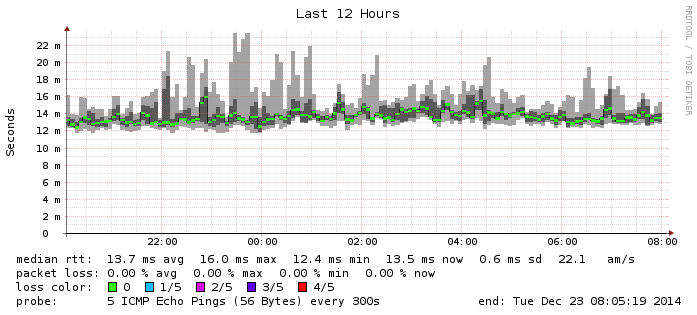 Last 12 Hours
RRDTOOL / TOBI OETIKER
Seconds
22 m
20 m
18 m
16 m
14 m
12 m
10 m
8 m
6 m
4 m
2 m
0
22:00 00:00 02:00 04:00 06:00 08:00
median rtt: 13.7 ms avg 16.0 ms max 12.4 ms min 13.5 ms now 0.6 ms sd 22.1 am/s
packet loss: 0.00 % avg 0.00 % max 0.00 % min 0.00 % now
loss color: 0 1/5 2/5 3/5 4/5
probe: 5 ICMP Echo Pings (56 Bytes) every 300s end: Tue Dec 23 08:05:19 2014